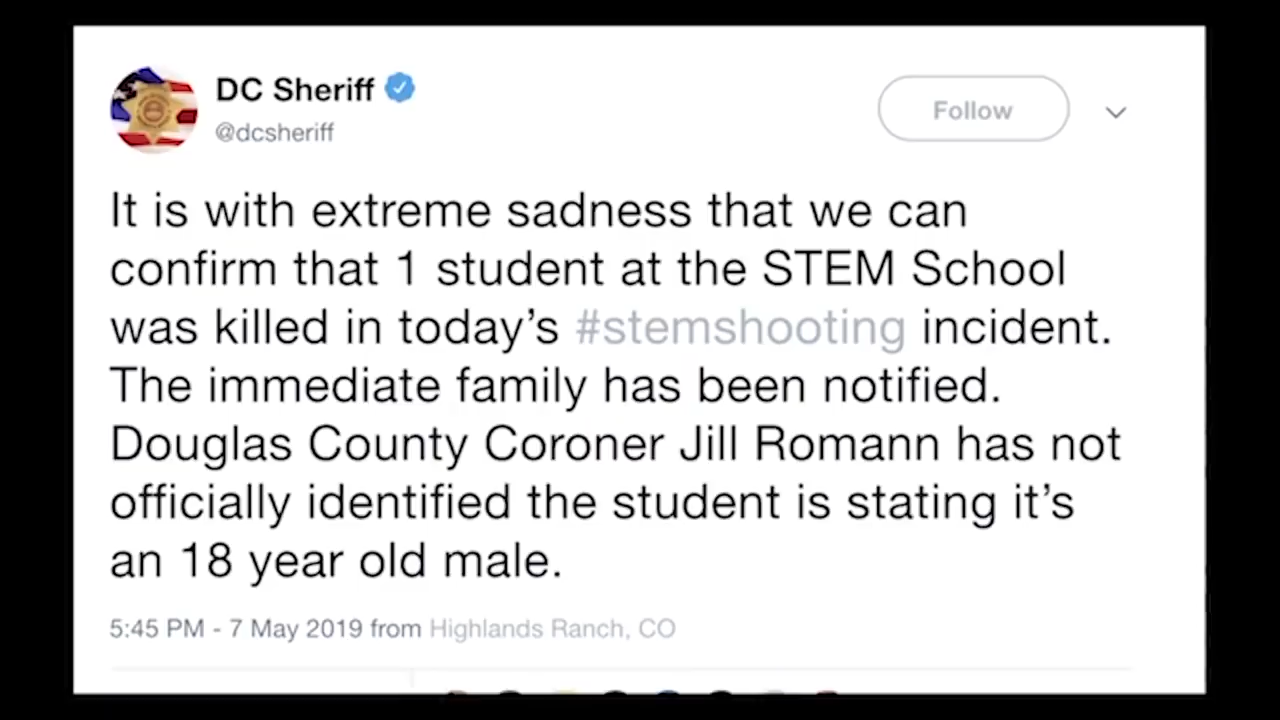 DC Sheriff
@dcsheriff
Follow
It is with extreme sadness that we can
confirm that 1 student at the STEM School
was killed in today’s #stemshooting incident.
The immediate family has been notified.
Douglas County Coroner Jill Romann has not
officially identified the student is stating it’s
an 18 year old male.
5:45 PM - 7 May 2019 from Highlands Ranch, CO